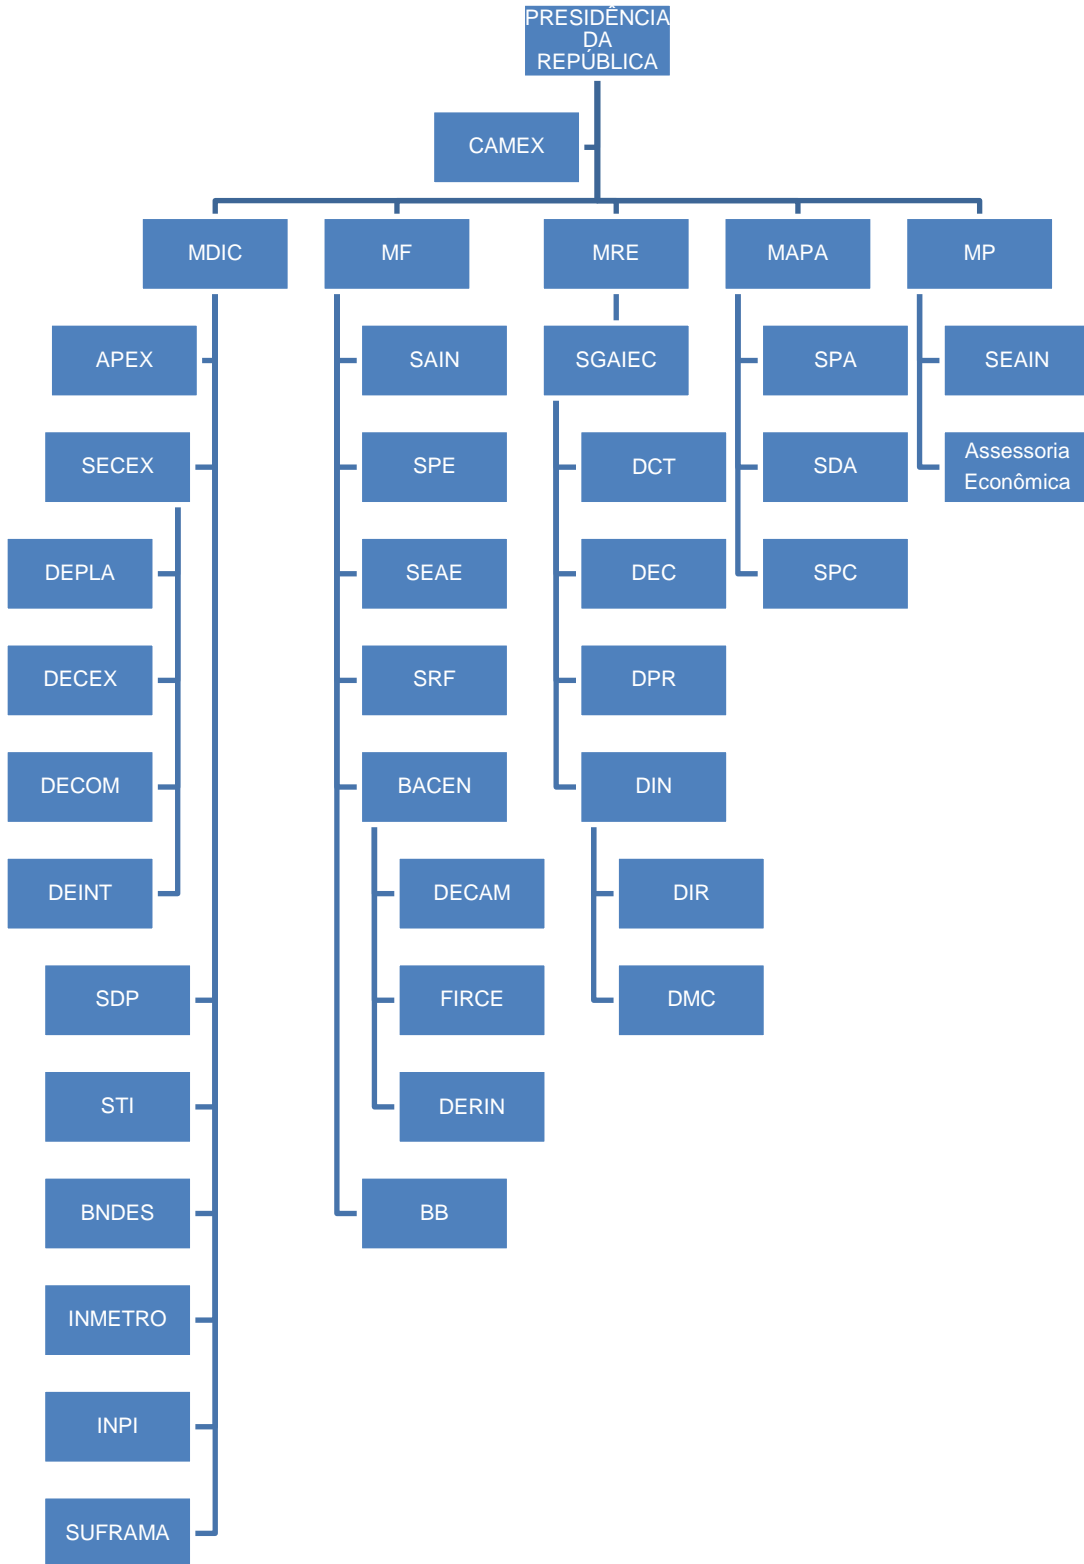 PRESIDÊNCIA
DA
REPÚBLICA
CAMEX
MDIC
MF
MRE
MAPA
MP
APEX
SAIN
SGAIEC
SPA
SEAIN
SECEX
SPE
DCT
SDA
Assessoria
Econômica
DEPLA
SEAE
DEC
SPC
DECEX
SRF
DPR
DECOM
BACEN
DIN
DEINT
DECAM
DIR
SDP
FIRCE
DMC
STI
DERIN
BNDES
BB
INMETRO
INPI
SUFRAMA